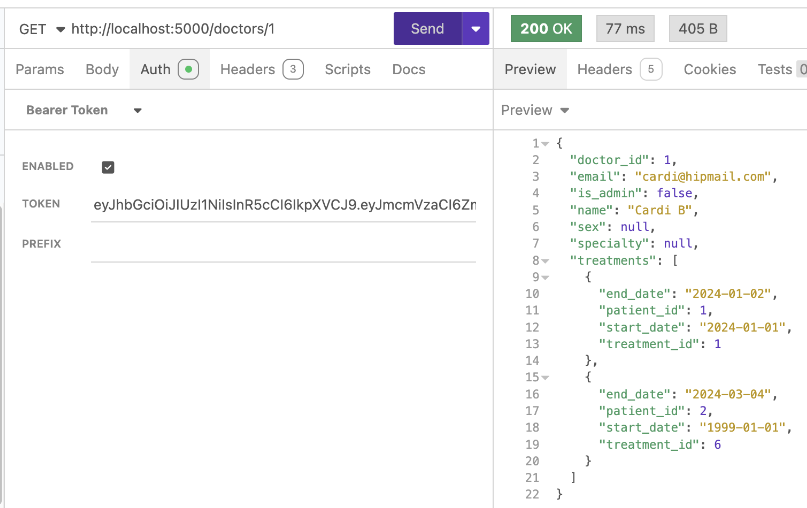 GET http://localhost:5000/doctors/1 Send
200 OK 77 ms 405 B
Params Body Auth Headers 3 Scripts Docs
Preview Headers 5 Cookies Tests 0
Bearer Token
Preview
ENABLED
TOKEN eyJhbGciOiJIUzI1NiIsInR5cCI6IkpXVCJ9.eyJmcmVzaCI6Zm
PREFIX
1 {
2 "doctor_id": 1,
3 "email": "cardi@hipmail.com",
4 "is_admin": false,
5 "name": "Cardi B",
6 "sex": null,
7 "specialty": null,
8 "treatments": [
9 {
10 "end_date": "2024-01-02",
11 "patient_id": 1,
12 "start_date": "2024-01-01",
13 "treatment_id": 1
14 },
15 {
16 "end_date": "2024-03-04",
17 "patient_id": 2,
18 "start_date": "1999-01-01",
19 "treatment_id": 6
20 }
21 ]
22 }